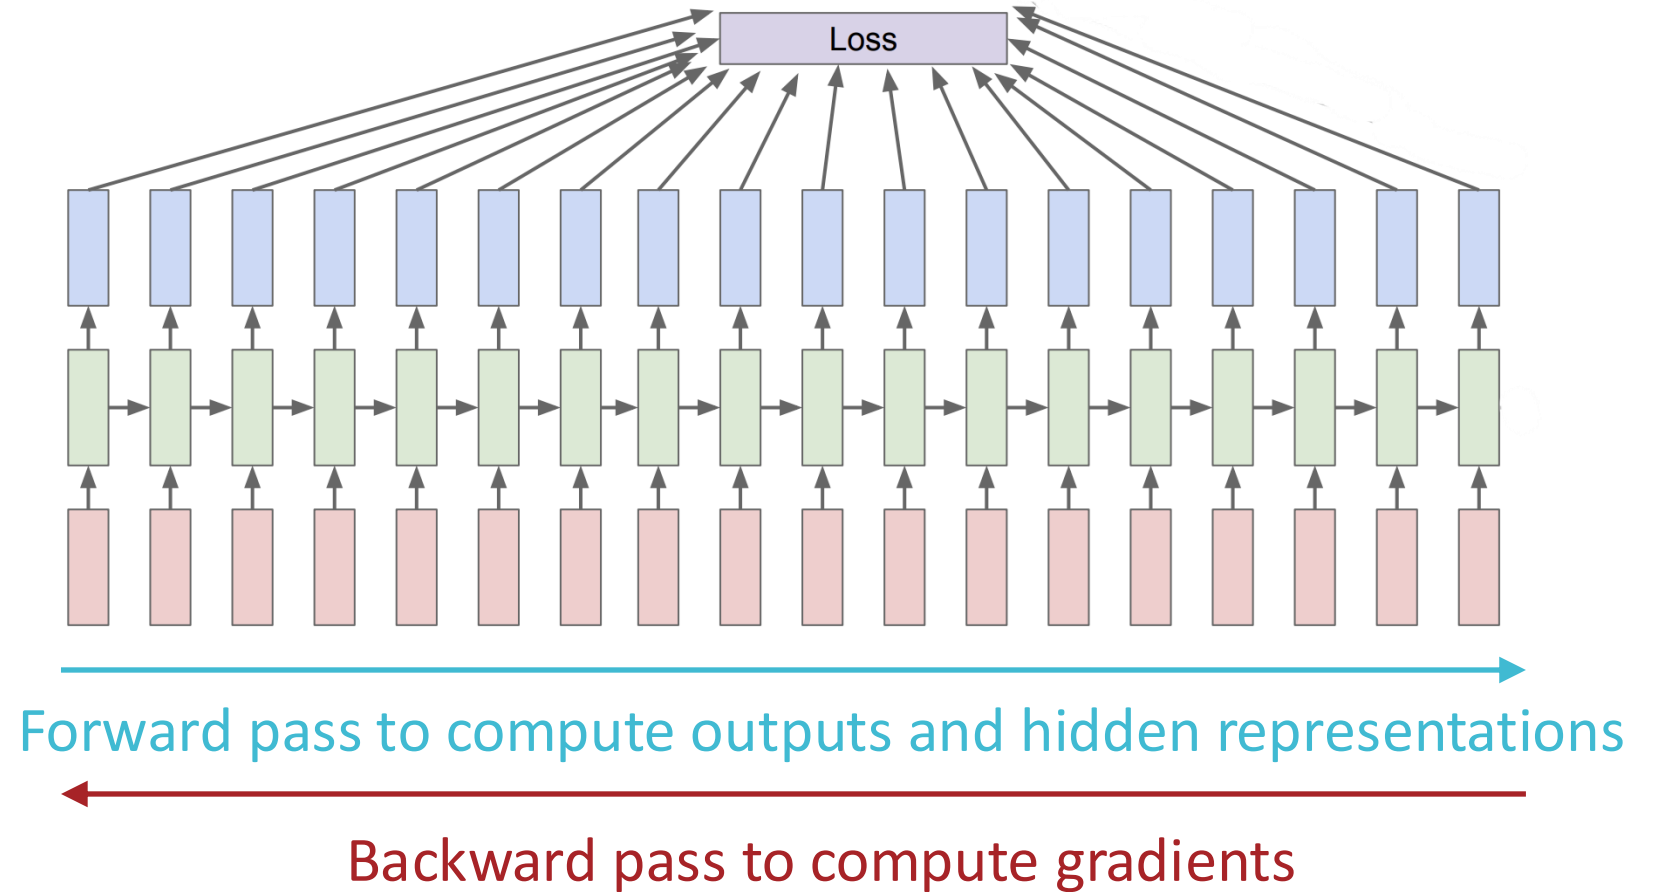 Loss
Forward pass to compute outputs and hidden representations
Backward pass to compute gradients